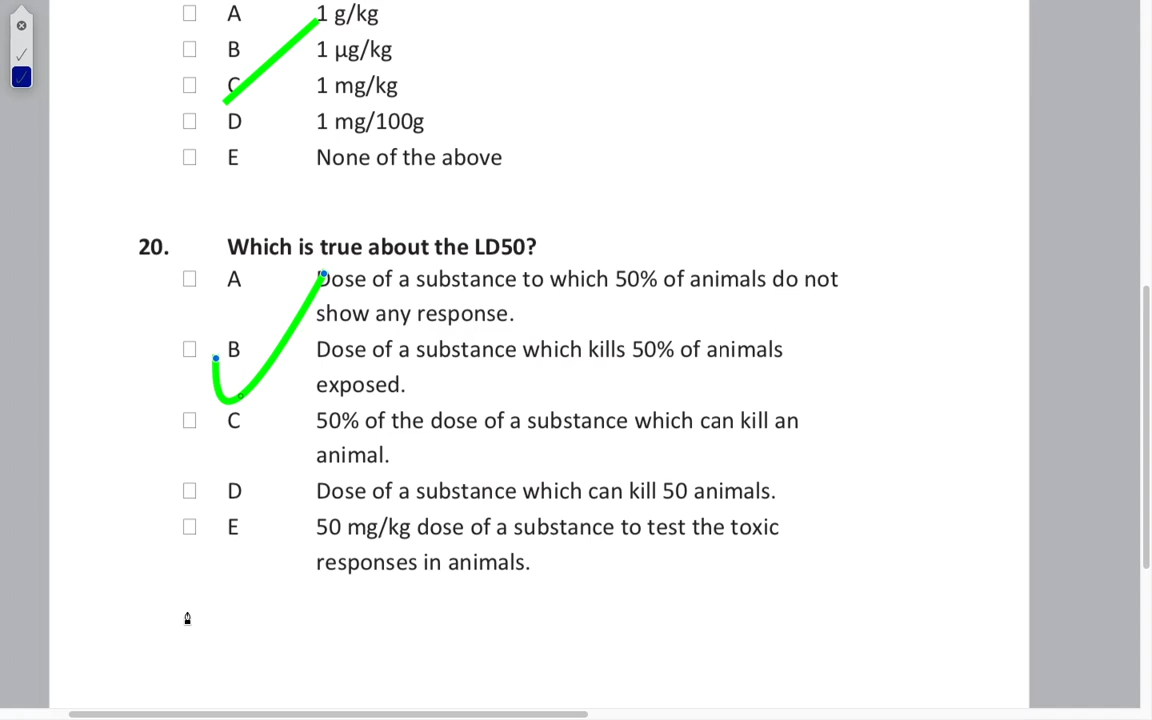 A 1 g/kg
B 1 µg/kg
C 1 mg/kg
D 1 mg/100g
E None of the above
20. Which is true about the LD50?
A Dose of a substance to which 50% of animals do not
show any response.
B Dose of a substance which kills 50% of animals
exposed.
C 50% of the dose of a substance which can kill an
animal.
D Dose of a substance which can kill 50 animals.
E 50 mg/kg dose of a substance to test the toxic
responses in animals.